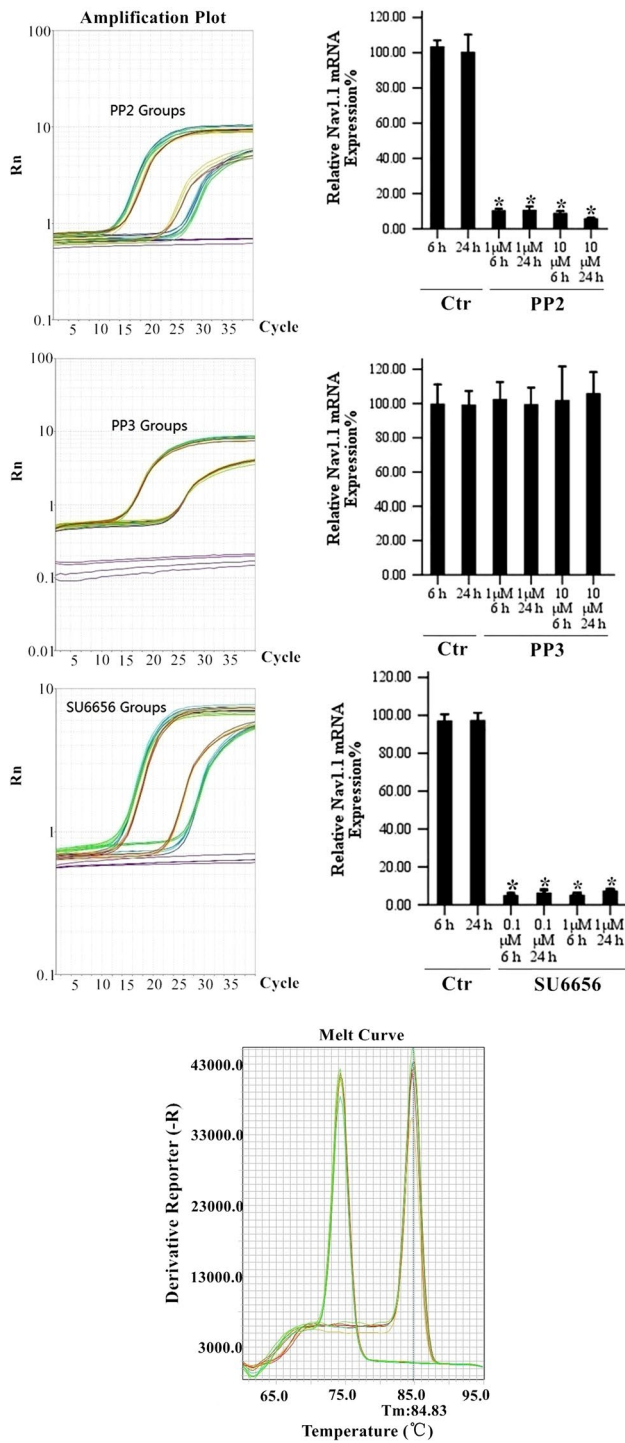 Amplification Plot
100
10
1
0.1
Rn
PP2 Groups
5 10 15 20 25 30 35 Cycle
Relative Nav1.1 mRNA
Expression%
120.00
100.00
80.00
60.00
40.00
20.00
0.00
* * * *
6 h 24 h 1μM 1μM 10 10
6 h 24 h μM μM
6 h 24 h
Ctr PP2
100
10
1
0.1
0.01
Rn
PP3 Groups
5 10 15 20 25 30 35 Cycle
Relative Nav1.1 mRNA
Expression%
120.00
100.00
80.00
60.00
40.00
20.00
0.00
6 h 24 h 1μM 1μM 10 10
6 h 24 h μM μM
6 h 24 h
Ctr PP3
10
1
0.1
Rn
SU6656 Groups
5 10 15 20 25 30 35 Cycle
Relative Nav1.1 mRNA
Expression%
120.00
100.00
80.00
60.00
40.00
20.00
0.00
* * * *
6 h 24 h 0.1 0.1 1μM 1μM
μM μM 6 h 24 h
6 h 24 h
Ctr SU6656
Melt Curve
43000.0
33000.0
23000.0
13000.0
3000.0
Derivative Reporter (-R)
65.0 75.0 85.0 95.0
Tm:84.83
Temperature (℃)